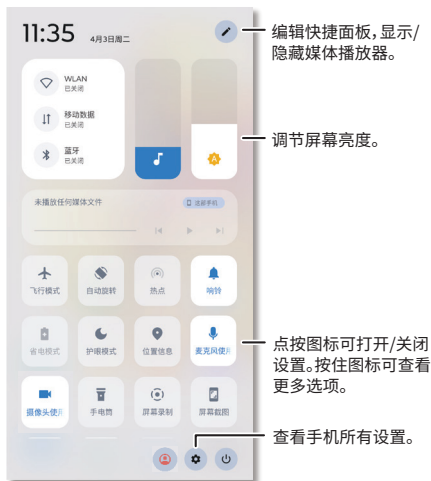 11:35
4月3日周二
编辑快捷面板，显示/
隐藏媒体播放器。
WLAN
已关闭
移动数据
已关闭
蓝牙
已关闭
A
调节屏幕亮度。
未播放任何媒体文件
这部手机
飞行模式
自动旋转
热点
响铃
省电模式
护眼模式
位置信息
麦克风使用
点按图标可打开/关闭
设置。按住图标可查看
更多选项。
摄像头使用
手电筒
屏幕录制
屏幕截图
查看手机所有设置。